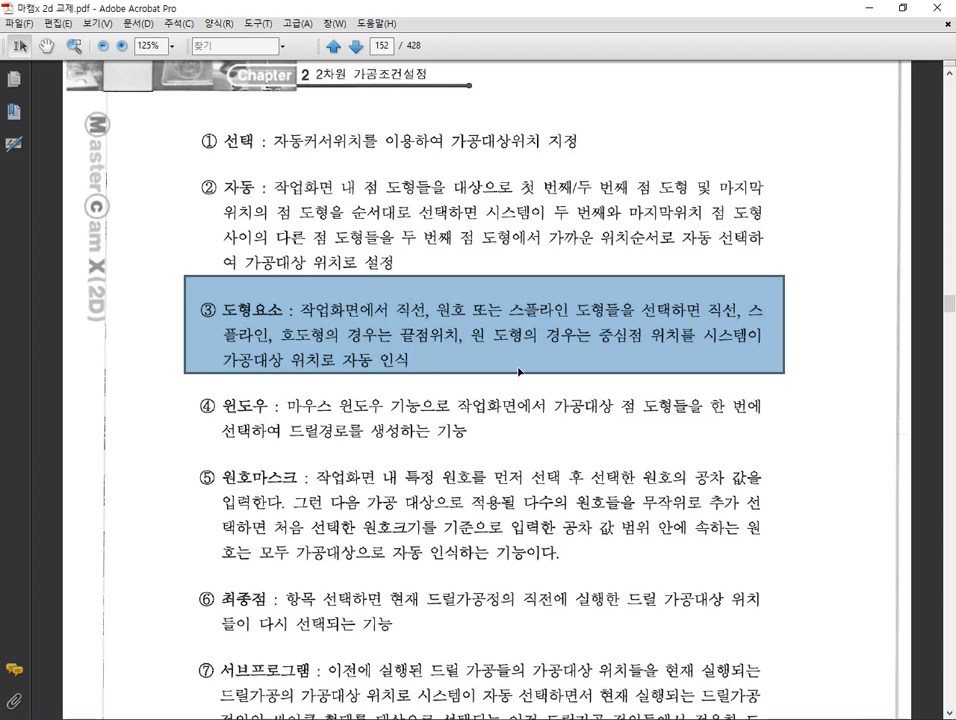 마캠x 2d 교제.pdf - Adobe Acrobat Pro
파일(F) 편집(E) 보기(V) 문서(D) 주석(C) 양식(R) 도구(T) 고급(A) 창(W) 도움말(H)
125% 찾기 152 / 428
Chapter 2 2차원 가공조건설정
Mastercam X(2D)
① 선택 : 자동커서위치를 이용하여 가공대상위치 지정
② 자동 : 작업화면 내 점 도형들을 대상으로 첫 번째/두 번째 점 도형 및 마지막
위치의 점 도형을 순서대로 선택하면 시스템이 두 번째와 마지막위치 점 도형
사이의 다른 점 도형들을 두 번째 점 도형에서 가까운 위치순서로 자동 선택하
여 가공대상 위치로 설정
③ 도형요소 : 작업화면에서 직선, 원호 또는 스플라인 도형들을 선택하면 직선, 스
플라인, 호도형의 경우는 끝점위치, 원 도형의 경우는 중심점 위치를 시스템이
가공대상 위치로 자동 인식
④ 윈도우 : 마우스 윈도우 기능으로 작업화면에서 가공대상 점 도형들을 한 번에
선택하여 드릴경로를 생성하는 기능
⑤ 원호마스크 : 작업화면 내 특정 원호를 먼저 선택 후 선택한 원호의 공차 값을
입력한다. 그런 다음 가공 대상으로 적용될 다수의 원호들을 무작위로 추가 선
택하면 처음 선택한 원호크기를 기준으로 입력한 공차 값 범위 안에 속하는 원
호는 모두 가공대상으로 자동 인식하는 기능이다.
⑥ 최종점 : 항목 선택하면 현재 드릴가공정의 직전에 실행한 드릴 가공대상 위치
들이 다시 선택되는 기능
⑦ 서브프로그램 : 이전에 실행된 드릴 가공들의 가공대상 위치들을 현재 실행되는
드릴가공의 가공대상 위치로 시스템이 자동 선택하면서 현재 실행되는 드릴가공